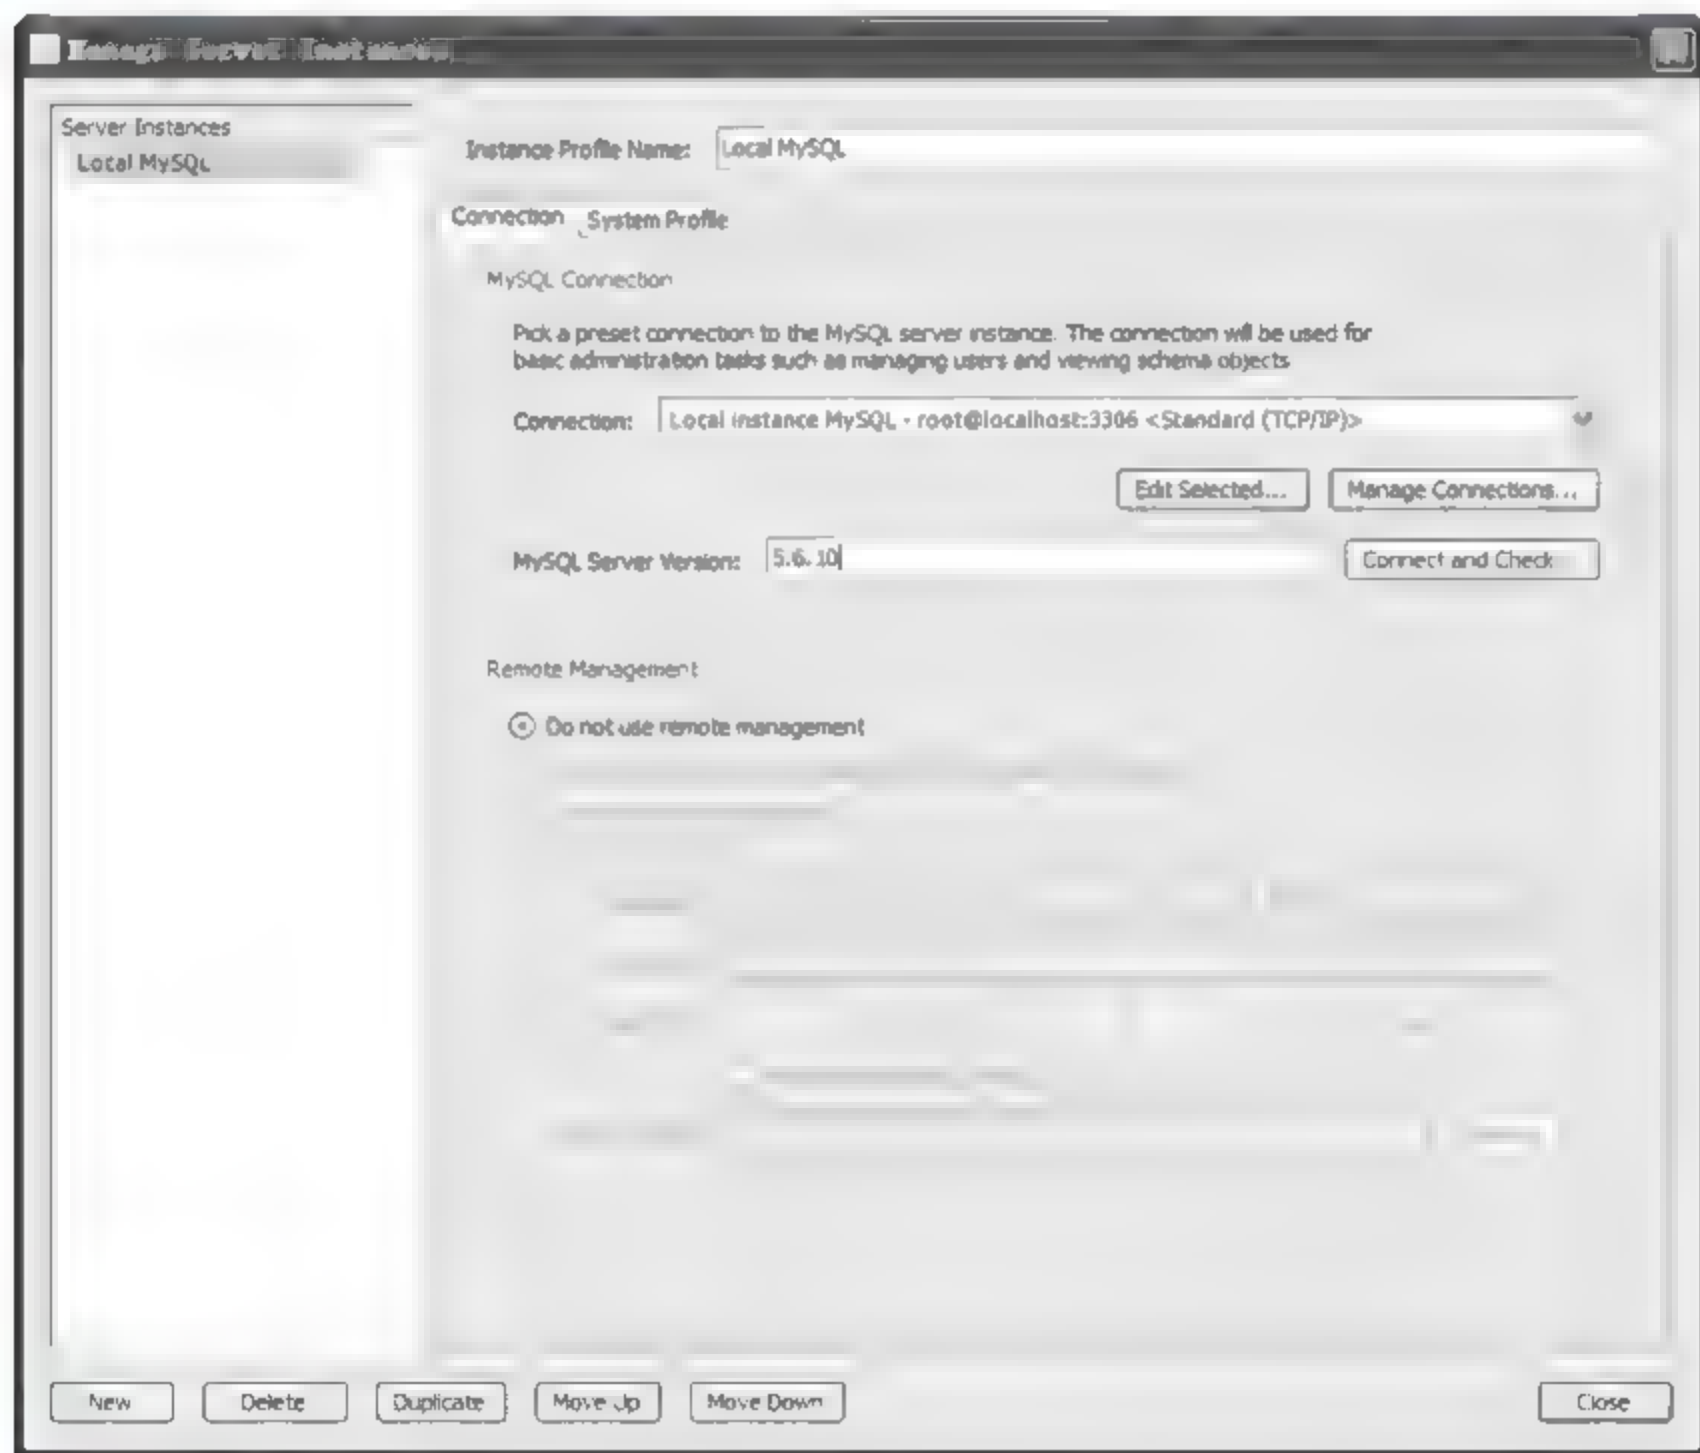 Manage Server Instances
Server Instances
Local MySQL
Instance Profile Name: Local MySQL
Connection System Profile
MySQL Connection
Pick a preset connection to the MySQL server instance. The connection will be used for
basic administration tasks such as managing users and viewing schema objects
Connection: Local instance MySQL - root@localhost:3306 <Standard (TCP/IP)>
Edit Selected... Manage Connections...
MySQL Server Version: 5.6.10 Connect and Check
Remote Management
Do not use remote management
New Delete Duplicate Move Up Move Down Close